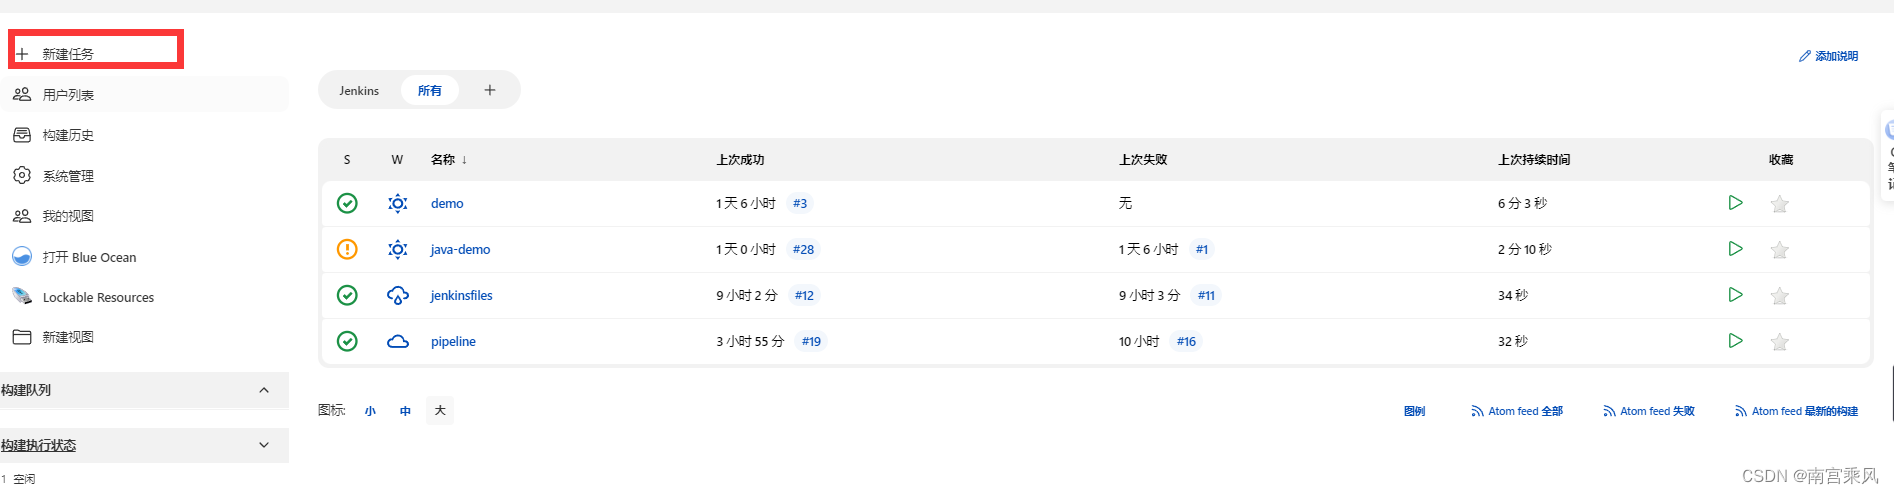 新建任务
用户列表
构建历史
系统管理
我的视图
打开 Blue Ocean
Lockable Resources
新建视图
构建队列
构建执行状态
1 空闲
添加说明
Jenkins 所有
S W 名称 ↓ 上次成功 上次失败 上次持续时间 收藏
demo 1 天 6 小时 #3 无 6 分 3 秒
java-demo 1 天 0 小时 #28 1 天 6 小时 #1 2 分 10 秒
jenkinsfiles 9 小时 2 分 #12 9 小时 3 分 #11 34 秒
pipeline 3 小时 55 分 #19 10 小时 #16 32 秒
图标: 小 中 大
图例 Atom feed 全部 Atom feed 失败 Atom feed 最新的构建
CSDN @南宫乘风